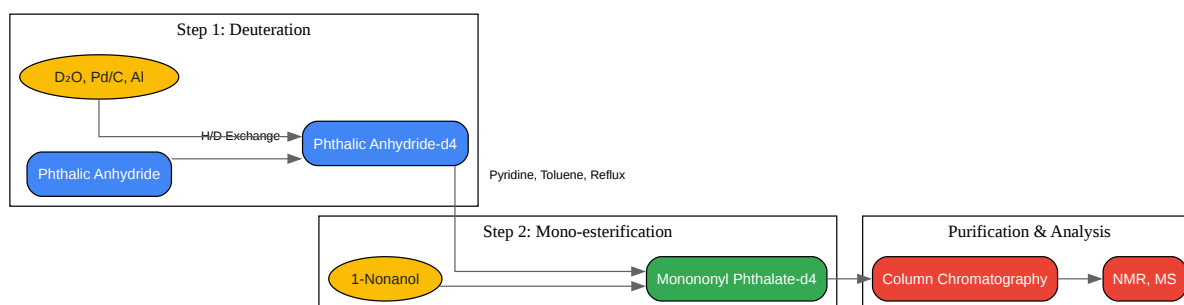 Step 1: Deuteration
D₂O, Pd/C, Al
H/D Exchange
Phthalic Anhydride-d4
Phthalic Anhydride
Pyridine, Toluene, Reflux
Step 2: Mono-esterification
1-Nonanol
Monononyl Phthalate-d4
Purification & Analysis
Column Chromatography
NMR, MS